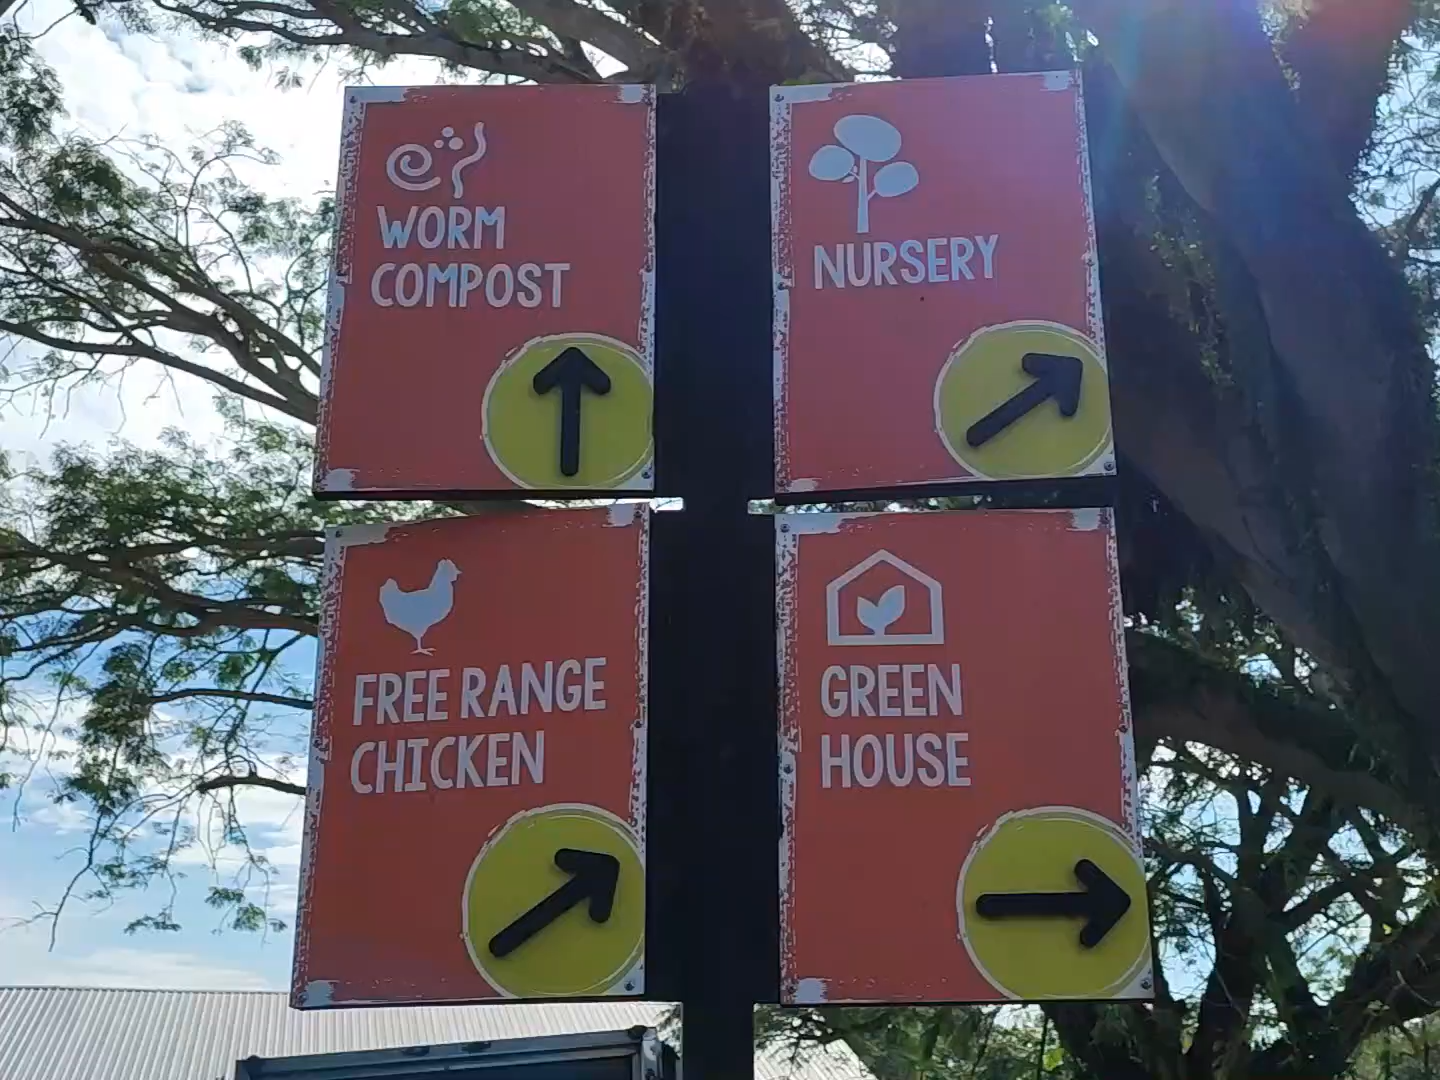 WORM
COMPOST
NURSERY
FREE RANGE
CHICKEN
GREEN
HOUSE